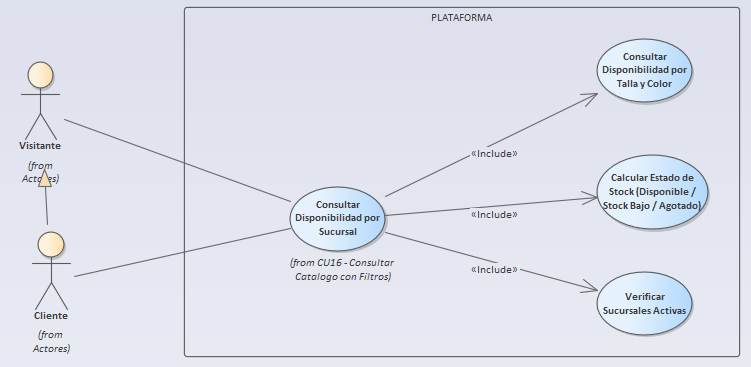 PLATAFORMA
Consultar
Disponibilidad por
Talla y Color
Visitante
(from
Actores)
«Include»
Calcular Estado de
Stock (Disponible /
Stock Bajo / Agotado)
Consultar
Disponibilidad por
Sucursal
«Include»
(from CU16 - Consultar
Catalogo con Filtros)
«Include»
Verificar
Sucursales Activas
Cliente
(from
Actores)